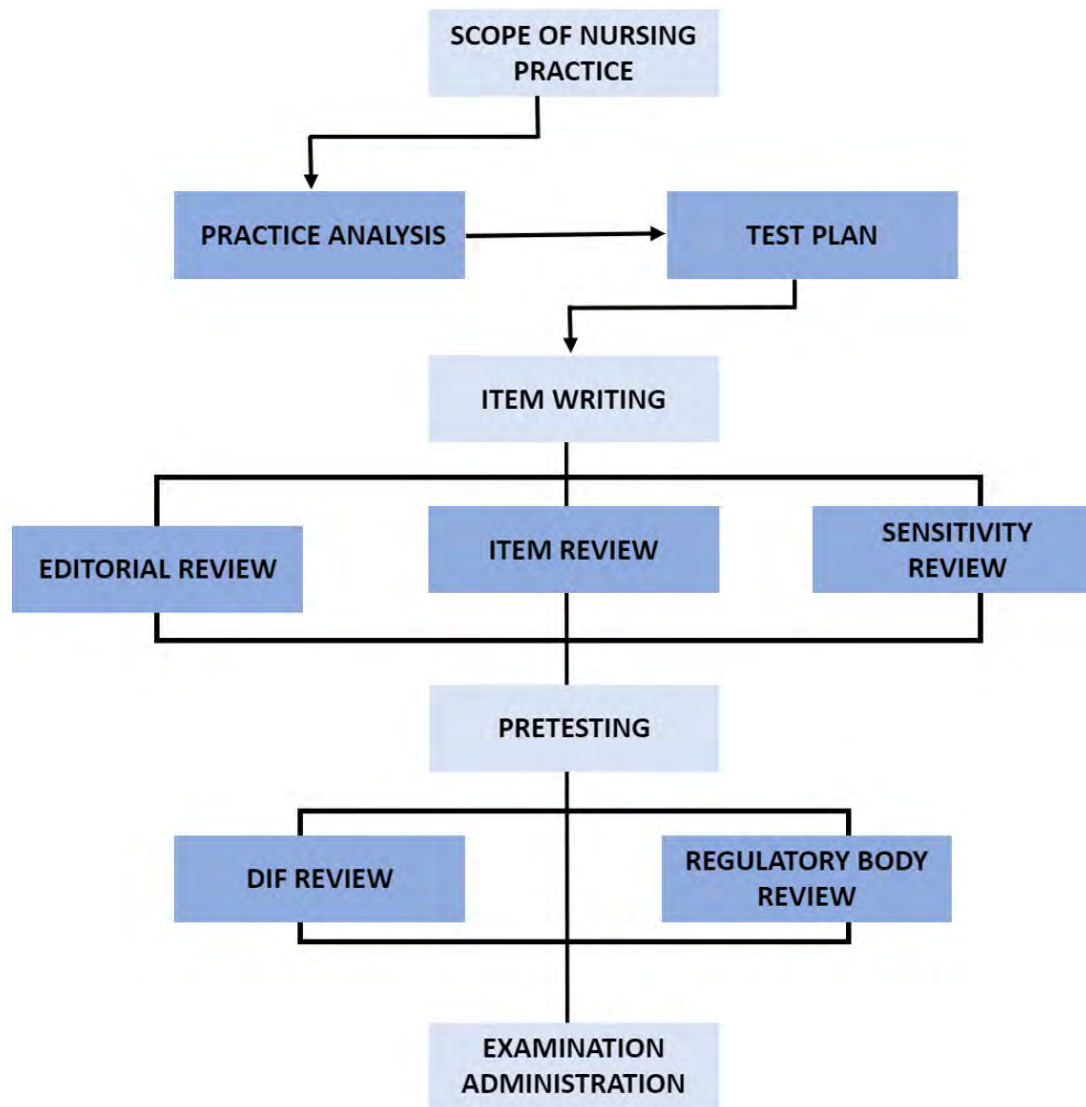 SCOPE OF NURSING
PRACTICE
PRACTICE ANALYSIS
TEST PLAN
ITEM WRITING
EDITORIAL REVIEW
ITEM REVIEW
SENSITIVITY
REVIEW
PRETESTING
DIF REVIEW
REGULATORY BODY
REVIEW
EXAMINATION
ADMINISTRATION